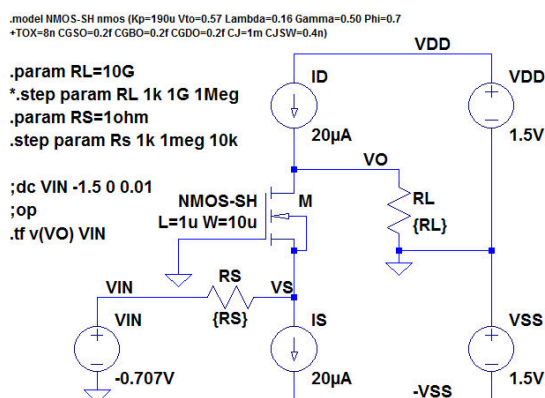 .model NMOS-SH nmos (Kp=190u Vto=0.57 Lambda=0.16 Gamma=0.50 Phi=0.7
+TOX=8n CGSO=0.2f CGBO=0.2f CGDO=0.2f CJ=1m CJSW=0.4n)
.param RL=10G
*.step param RL 1k 1G 1Meg
.param RS=1ohm
.step param Rs 1k 1meg 10k
;dc VIN -1.5 0 0.01
;op
.tf v(VO) VIN
VDD
ID
20µA
VDD
1.5V
VO
NMOS-SH
M
L=1u W=10u
RL
{RL}
RS
{RS}
VS
VIN
VIN
-0.707V
IS
20µA
VSS
1.5V
-VSS